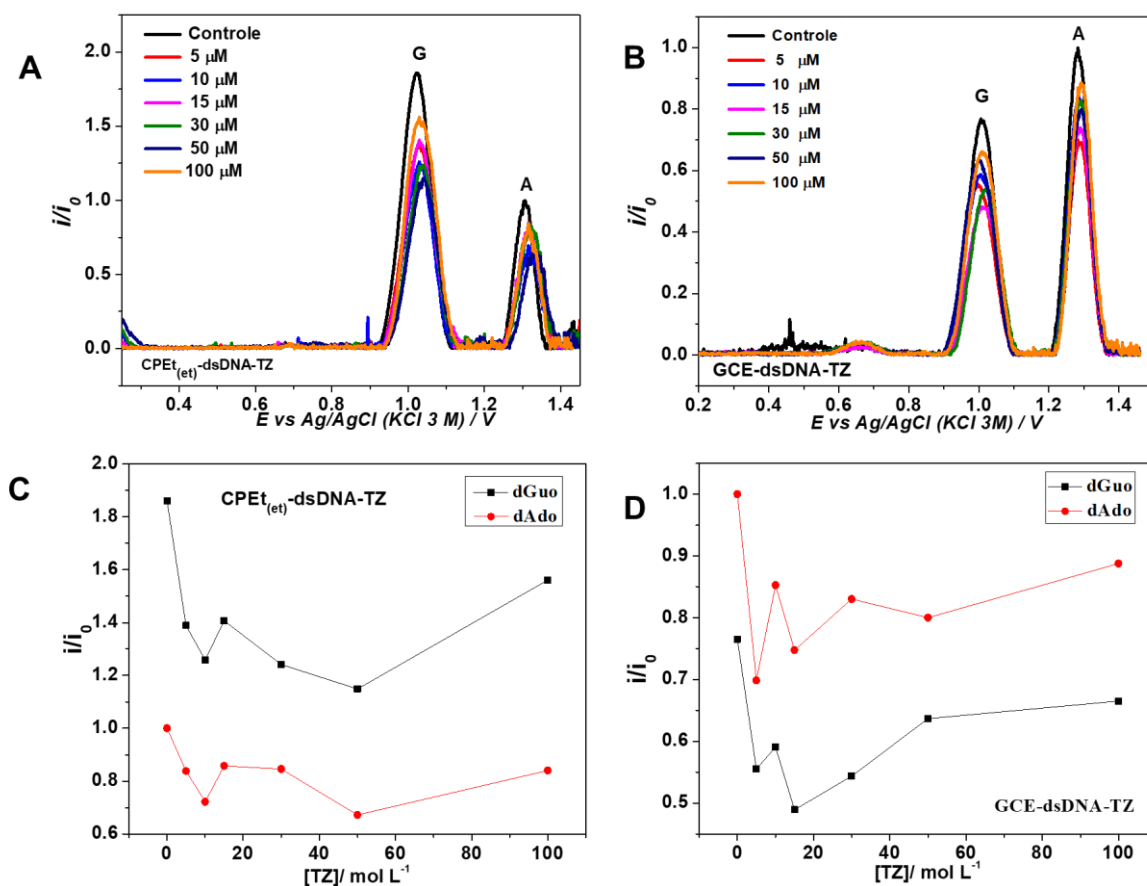 A
Controle
5 μM
10 μM
15 μM
30 μM
50 μM
100 μM
G
A
i/i0
2.0
1.5
1.0
0.5
0.0
CPEt(et)-dsDNA-TZ
0.4 0.6 0.8 1.0 1.2 1.4
E vs Ag/AgCl (KCl 3 M) / V
B
Controle
5 μM
10 μM
15 μM
30 μM
50 μM
100 μM
G
A
i/i0
1.0
0.8
0.6
0.4
0.2
0.0
GCE-dsDNA-TZ
0.2 0.4 0.6 0.8 1.0 1.2 1.4
E vs Ag/AgCl (KCl 3M) / V
C
CPEt(et)-dsDNA-TZ
dGuo
dAdo
i/i0
2.0
1.8
1.6
1.4
1.2
1.0
0.8
0.6
0 20 40 60 80 100
[TZ]/ mol L-1
D
dGuo
dAdo
i/i0
1.0
0.9
0.8
0.7
0.6
0.5
GCE-dsDNA-TZ
0 20 40 60 80 100
[TZ]/ mol L-1